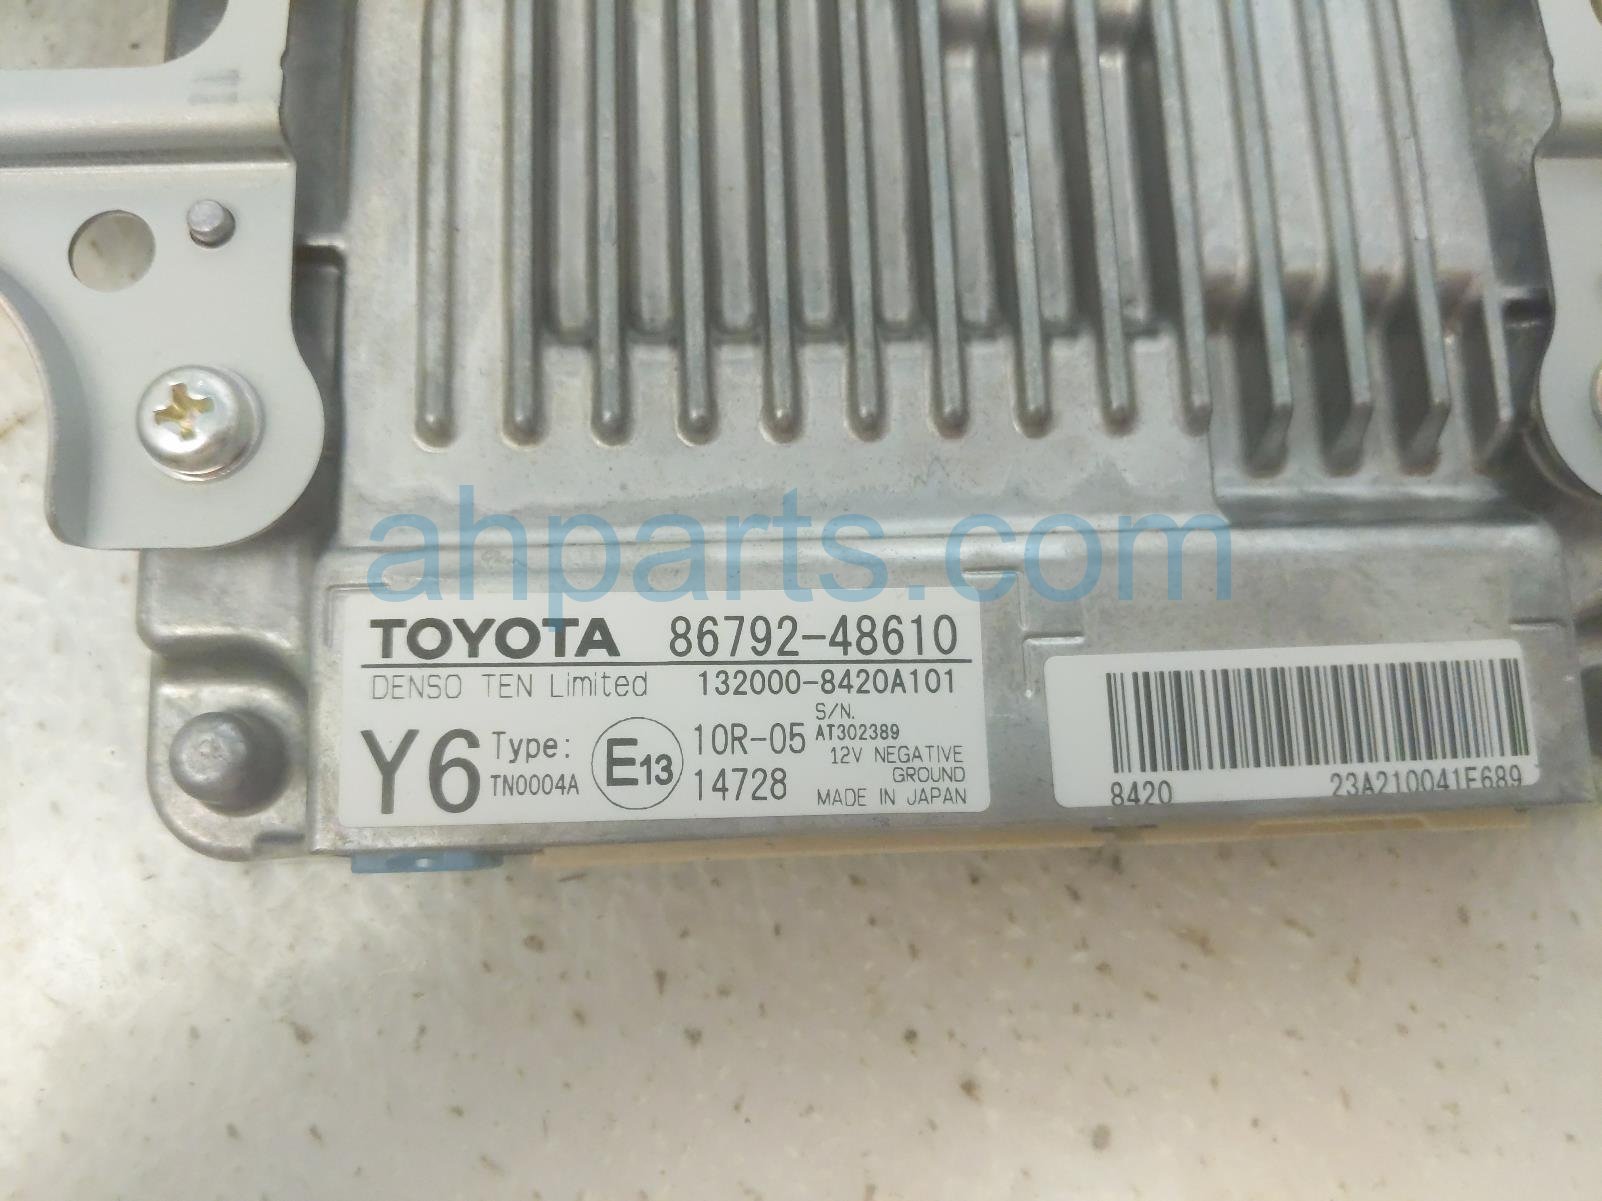 ahparts.com
TOYOTA 86792-48610
DENSO TEN Limited 132000-8420A101
Y6 Type: TN0004A
E13
10R-05
14728
S/N.
AT302389
12V NEGATIVE
GROUND
MADE IN JAPAN
8420 23A210041E689